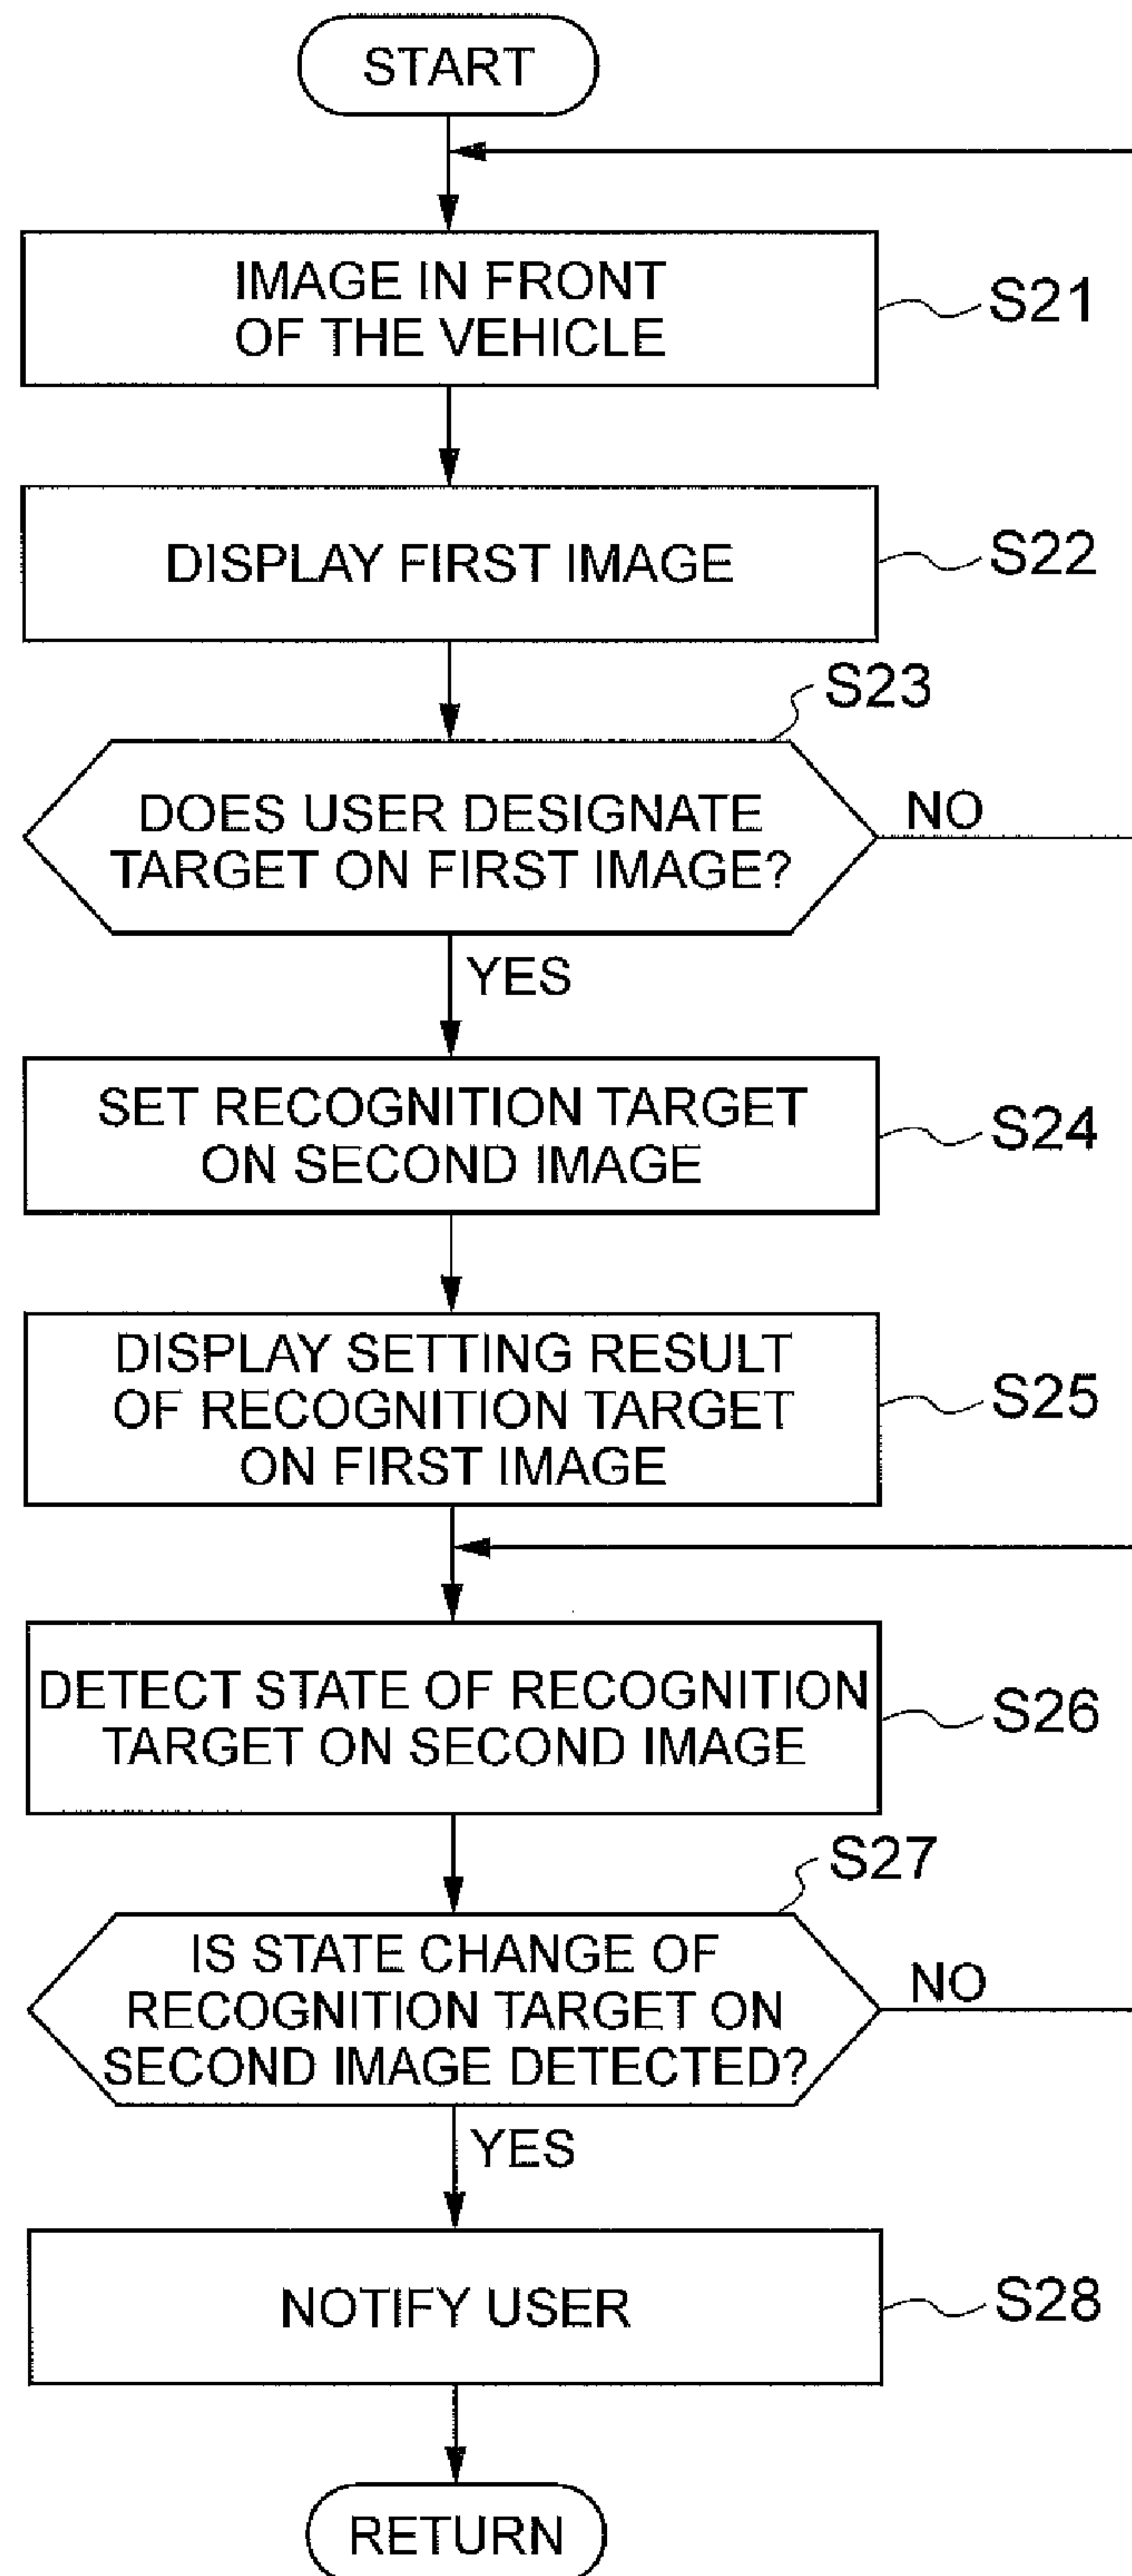 START
IMAGE IN FRONT
OF THE VEHICLE
S21
DISPLAY FIRST IMAGE
S22
S23
DOES USER DESIGNATE
TARGET ON FIRST IMAGE?
NO
YES
SET RECOGNITION TARGET
ON SECOND IMAGE
S24
DISPLAY SETTING RESULT
OF RECOGNITION TARGET
ON FIRST IMAGE
S25
DETECT STATE OF RECOGNITION
TARGET ON SECOND IMAGE
S26
S27
IS STATE CHANGE OF
RECOGNITION TARGET ON
SECOND IMAGE DETECTED?
NO
YES
NOTIFY USER
S28
RETURN